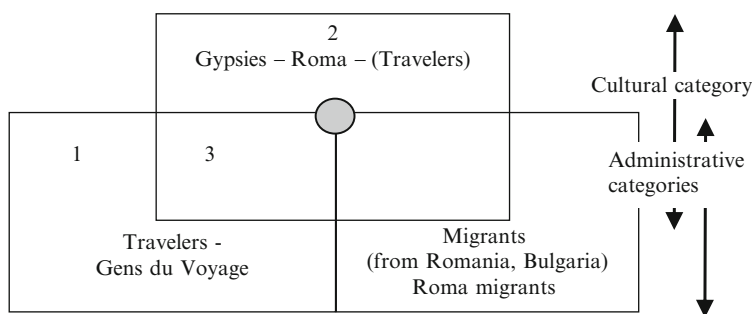 2
Gypsies – Roma – (Travelers)
Cultural category
1
3
Administrative
categories
Travelers -
Gens du Voyage
Migrants
(from Romania, Bulgaria)
Roma migrants